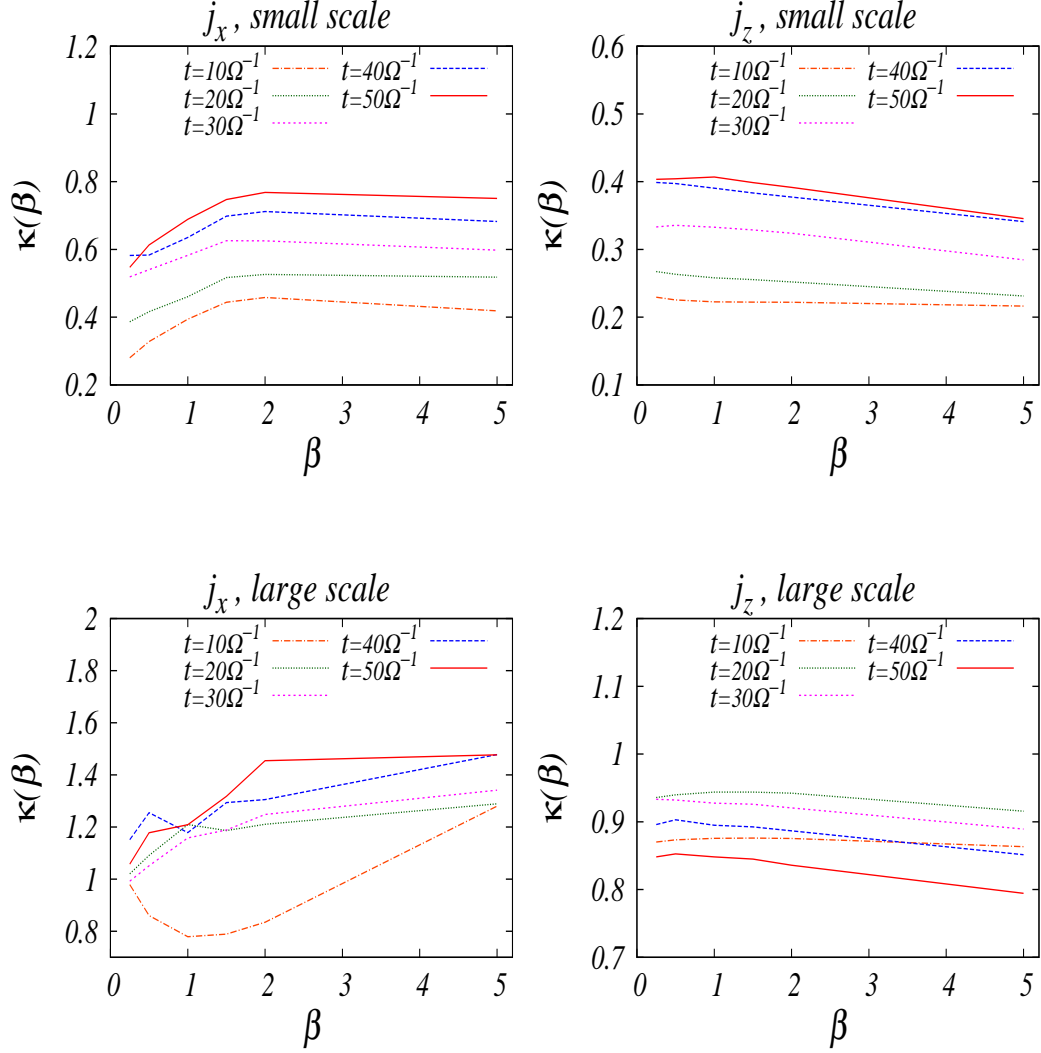 j_x , small scale
κ(β)
1.2
1
0.8
0.6
0.4
0.2
t=10Ω⁻¹
t=20Ω⁻¹
t=30Ω⁻¹
t=40Ω⁻¹
t=50Ω⁻¹
0 1 2 3 4 5
β
j_z , small scale
κ(β)
0.6
0.5
0.4
0.3
0.2
0.1
t=10Ω⁻¹
t=20Ω⁻¹
t=30Ω⁻¹
t=40Ω⁻¹
t=50Ω⁻¹
0 1 2 3 4 5
β
j_x , large scale
κ(β)
2
1.8
1.6
1.4
1.2
1
0.8
t=10Ω⁻¹
t=20Ω⁻¹
t=30Ω⁻¹
t=40Ω⁻¹
t=50Ω⁻¹
0 1 2 3 4 5
β
j_z , large scale
κ(β)
1.2
1.1
1
0.9
0.8
0.7
t=10Ω⁻¹
t=20Ω⁻¹
t=30Ω⁻¹
t=40Ω⁻¹
t=50Ω⁻¹
0 1 2 3 4 5
β